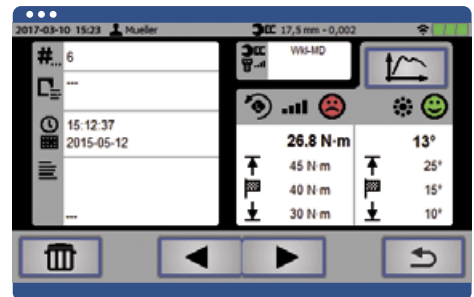 2017-03-10 15:23 Mueller
17,5 mm - 0,002
#... 6
---
15:12:37
2015-05-12
---
WKI-MD
26.8 N·m
13°
45 N·m
25°
40 N·m
15°
30 N·m
10°